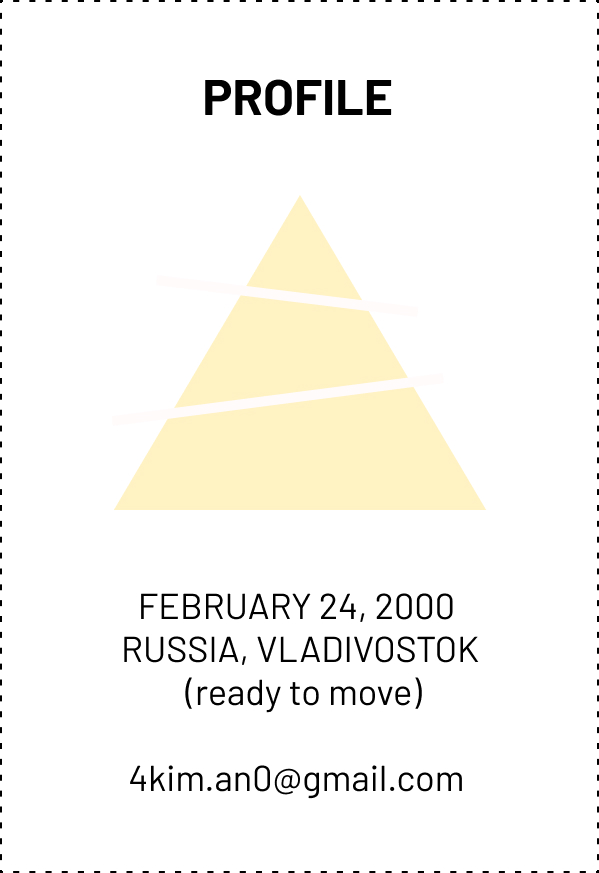 PROFILE
FEBRUARY 24, 2000
RUSSIA, VLADIVOSTOK
(ready to move)
4kim.an0@gmail.com